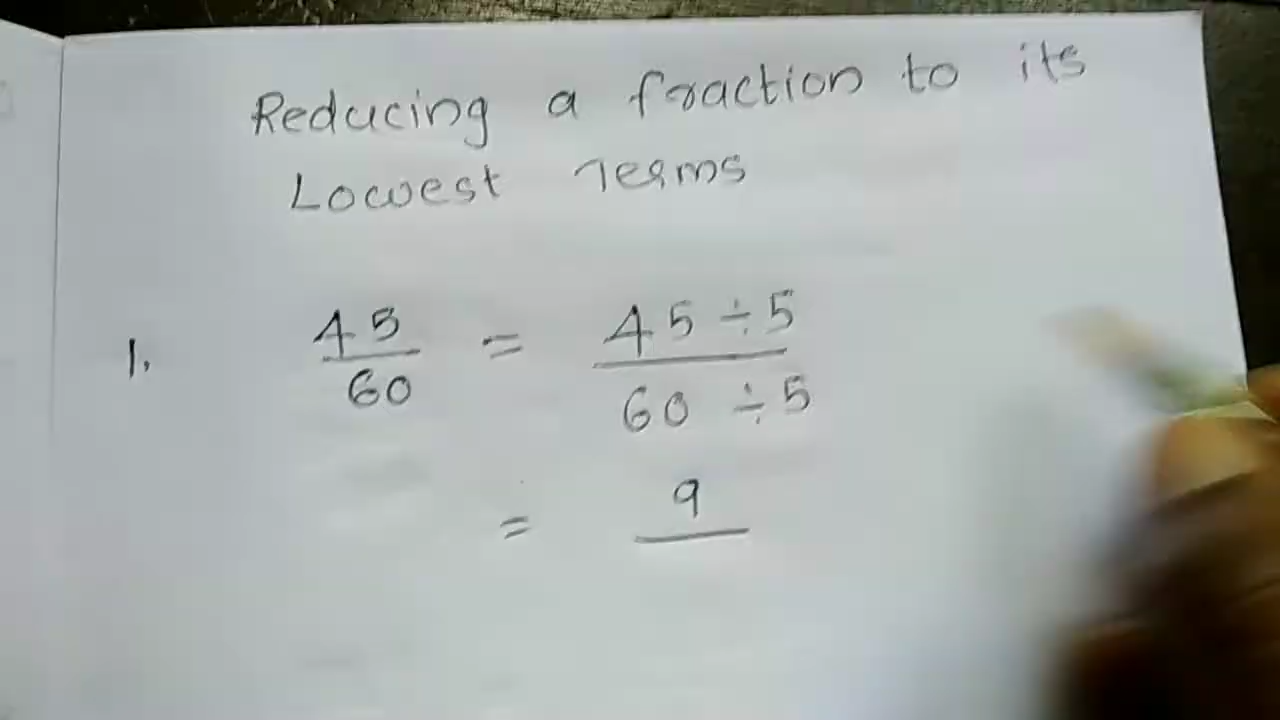 Reducing a fraction to its
Lowest Terms
1. 45/60 = 45 ÷ 5 / 60 ÷ 5
= 9/